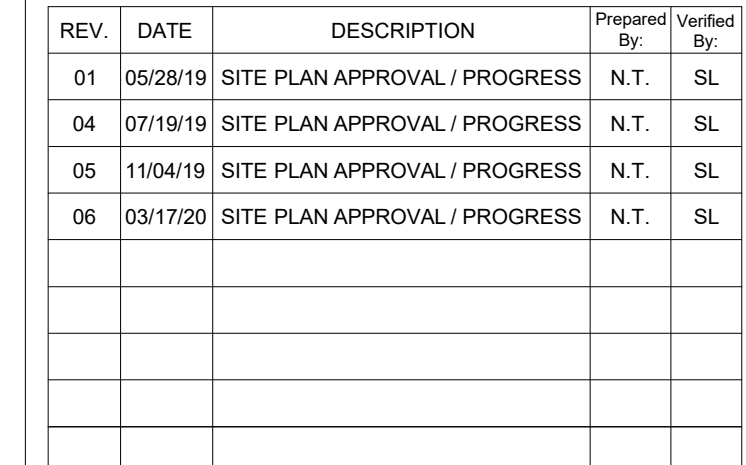 REV. DATE DESCRIPTION Prepared By: Verified By:
01 05/28/19 SITE PLAN APPROVAL / PROGRESS N.T. SL
04 07/19/19 SITE PLAN APPROVAL / PROGRESS N.T. SL
05 11/04/19 SITE PLAN APPROVAL / PROGRESS N.T. SL
06 03/17/20 SITE PLAN APPROVAL / PROGRESS N.T. SL